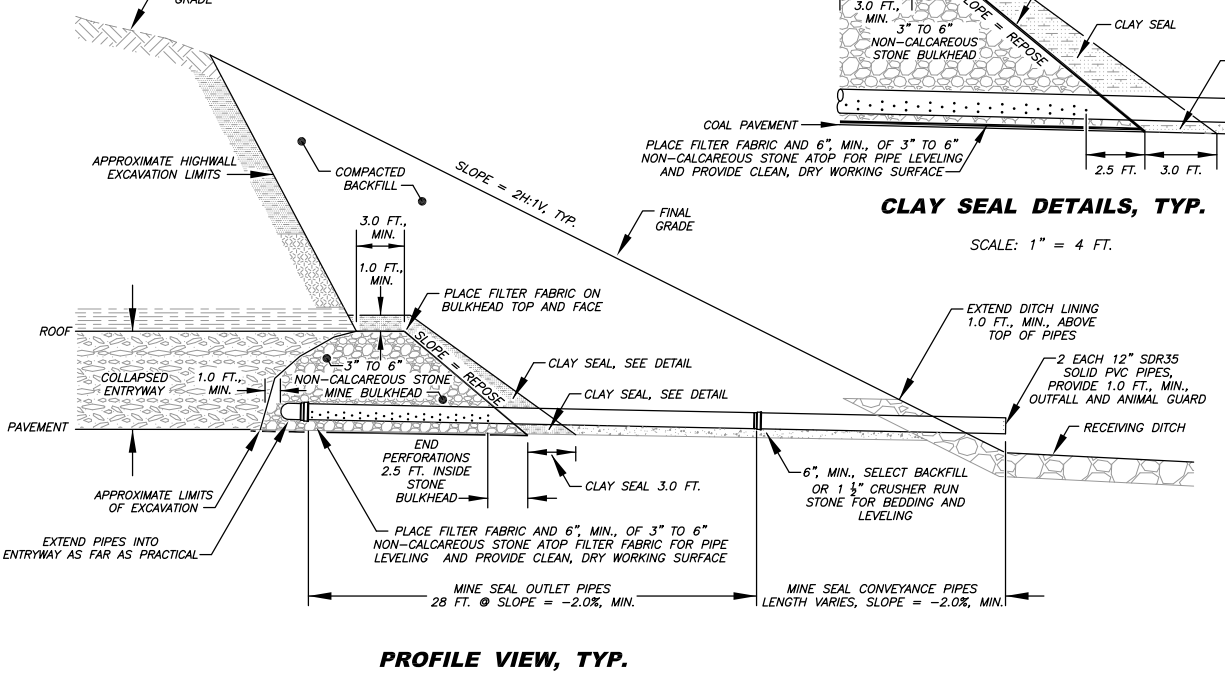 GRADE
APPROXIMATE HIGHWALL
EXCAVATION LIMITS
COMPACTED
BACKFILL
SLOPE = 2H:1V, TYP.
FINAL
GRADE
3.0 FT.,
MIN.
1.0 FT.,
MIN.
PLACE FILTER FABRIC ON
BULKHEAD TOP AND FACE
ROOF
SLOPE = REPOSE
COLLAPSED
ENTRYWAY
1.0 FT.,
MIN.
3" TO 6"
NON-CALCAREOUS STONE
MINE BULKHEAD
CLAY SEAL, SEE DETAIL
CLAY SEAL, SEE DETAIL
PAVEMENT
END
PERFORATIONS
2.5 FT. INSIDE
STONE
BULKHEAD
CLAY SEAL 3.0 FT.
EXTEND DITCH LINING
1.0 FT., MIN., ABOVE
TOP OF PIPES
2 EACH 12" SDR35
SOLID PVC PIPES,
PROVIDE 1.0 FT., MIN.,
OUTFALL AND ANIMAL GUARD
RECEIVING DITCH
6", MIN., SELECT BACKFILL
OR 1 ½" CRUSHER RUN
STONE FOR BEDDING AND
LEVELING
APPROXIMATE LIMITS
OF EXCAVATION
EXTEND PIPES INTO
ENTRYWAY AS FAR AS PRACTICAL
PLACE FILTER FABRIC AND 6", MIN., OF 3" TO 6"
NON-CALCAREOUS STONE ATOP FILTER FABRIC FOR PIPE
LEVELING AND PROVIDE CLEAN, DRY WORKING SURFACE
MINE SEAL OUTLET PIPES
28 FT. @ SLOPE = -2.0%, MIN.
MINE SEAL CONVEYANCE PIPES
LENGTH VARIES, SLOPE = -2.0%, MIN.
PROFILE VIEW, TYP.
3.0 FT.,
MIN.
3" TO 6"
NON-CALCAREOUS
STONE BULKHEAD
SLOPE = REPOSE
CLAY SEAL
COAL PAVEMENT
PLACE FILTER FABRIC AND 6", MIN., OF 3" TO 6"
NON-CALCAREOUS STONE ATOP FOR PIPE LEVELING
AND PROVIDE CLEAN, DRY WORKING SURFACE
2.5 FT.
3.0 FT.
CLAY SEAL DETAILS, TYP.
SCALE: 1" = 4 FT.